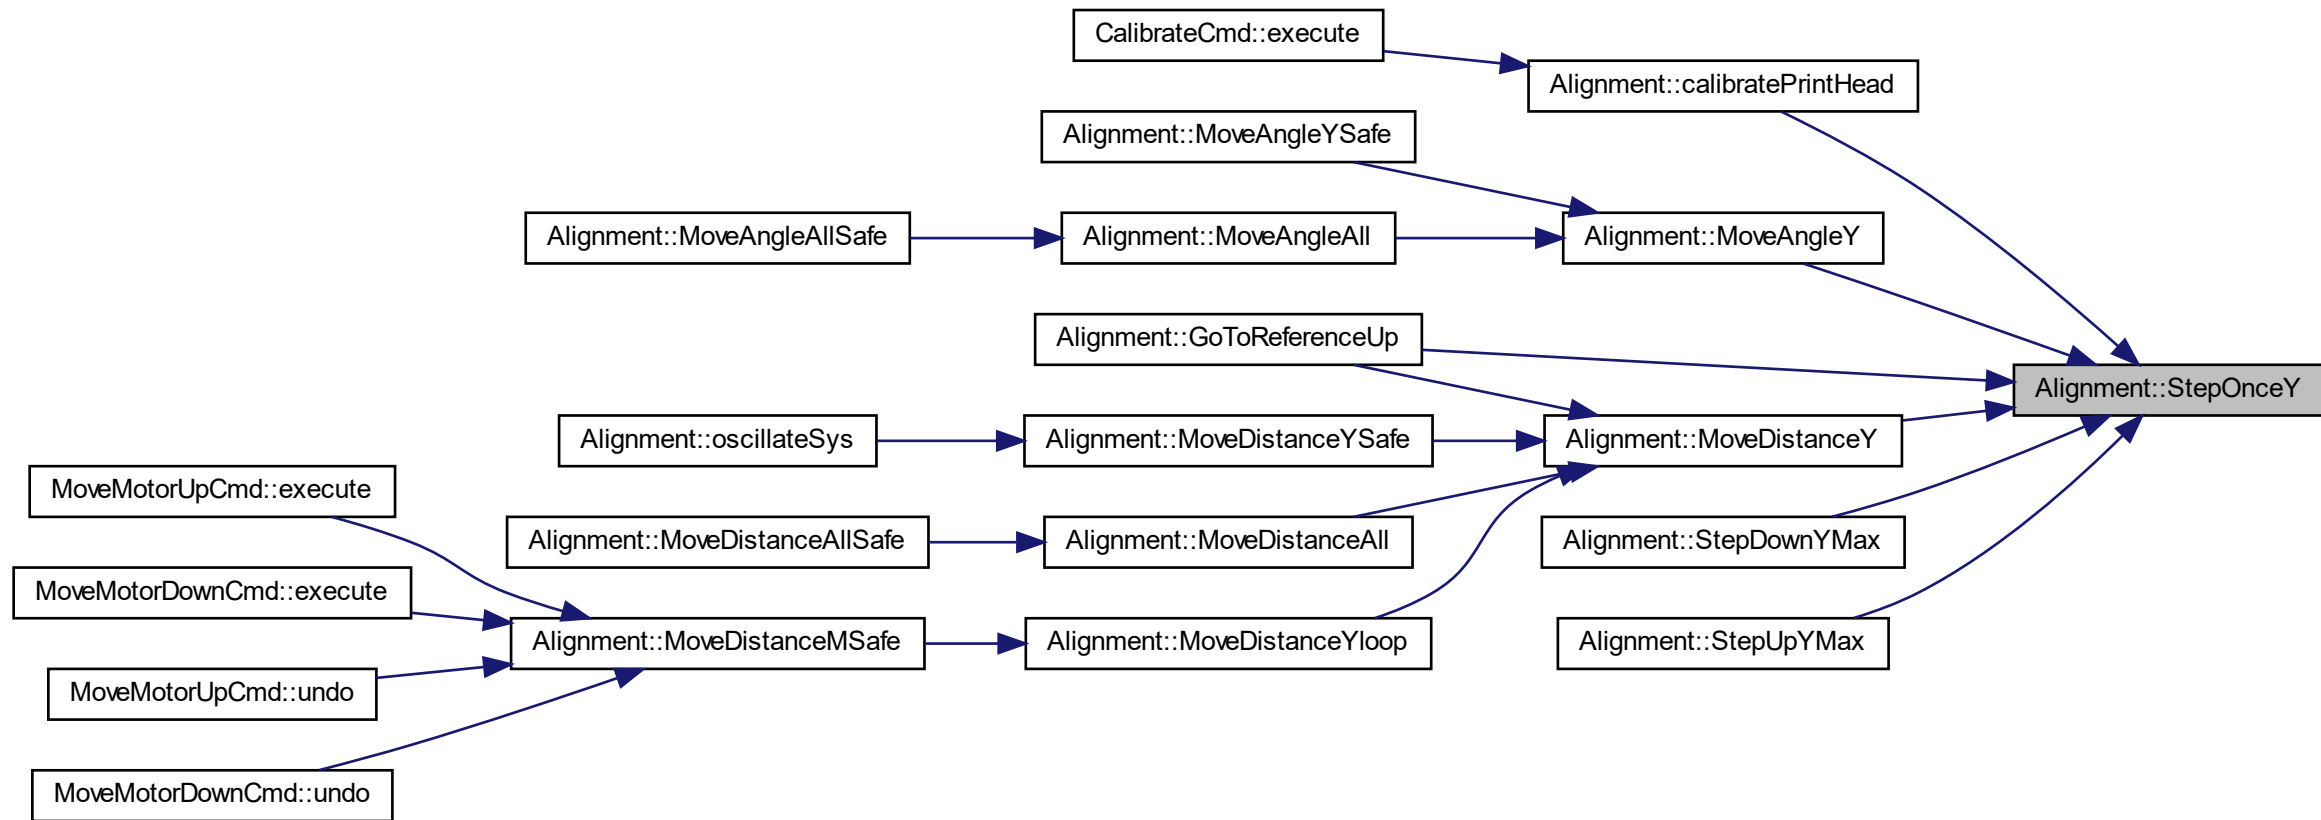 CalibrateCmd::execute
Alignment::calibratePrintHead
Alignment::MoveAngleYSafe
Alignment::MoveAngleAllSafe
Alignment::MoveAngleAll
Alignment::MoveAngleY
Alignment::GoToReferenceUp
Alignment::StepOnceY
Alignment::oscillateSys
Alignment::MoveDistanceYSafe
Alignment::MoveDistanceY
MoveMotorUpCmd::execute
Alignment::MoveDistanceAllSafe
Alignment::MoveDistanceAll
Alignment::StepDownYMax
MoveMotorDownCmd::execute
Alignment::MoveDistanceMSafe
Alignment::MoveDistanceYloop
Alignment::StepUpYMax
MoveMotorUpCmd::undo
MoveMotorDownCmd::undo